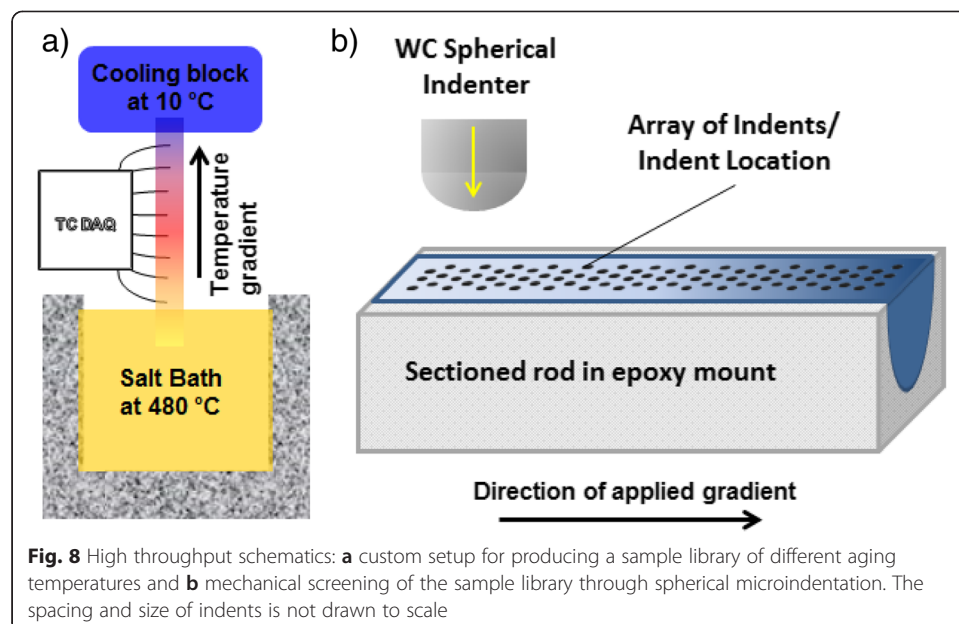 a)
Cooling block
at 10 °C
TC DAQ
Temperature
gradient
Salt Bath
at 480 °C
b)
WC Spherical
Indenter
Array of Indents/
Indent Location
Sectioned rod in epoxy mount
Direction of applied gradient
Fig. 8 High throughput schematics: a custom setup for producing a sample library of different aging
temperatures and b mechanical screening of the sample library through spherical microindentation. The
spacing and size of indents is not drawn to scale